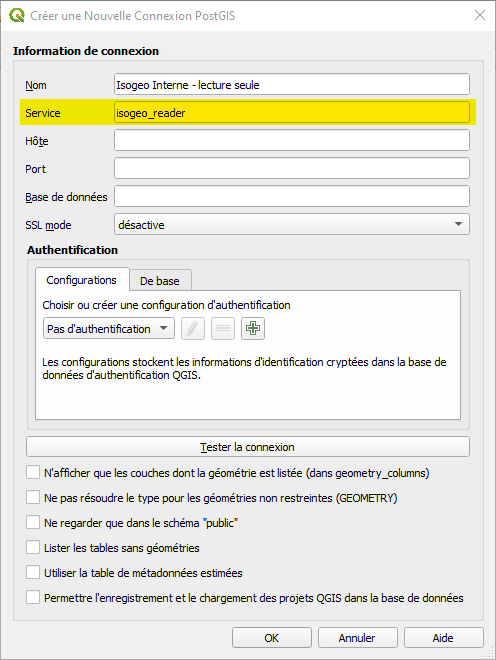 Créer une Nouvelle Connexion PostGIS
Information de connexion
Nom Isogeo Interne - lecture seule
Service isogeo_reader
Hôte
Port
Base de données
SSL mode désactive
Authentification
Configurations De base
Choisir ou créer une configuration d'authentification
Pas d'authentification
Les configurations stockent les informations d'identification cryptées dans la base de
données d'authentification QGIS.
Tester la connexion
N'afficher que les couches dont la géométrie est listée (dans geometry_columns)
Ne pas résoudre le type pour les géométries non restreintes (GEOMETRY)
Ne regarder que dans le schéma "public"
Lister les tables sans géométries
Utiliser la table de métadonnées estimées
Permettre l'enregistrement et le chargement des projets QGIS dans la base de données
OK Annuler Aide